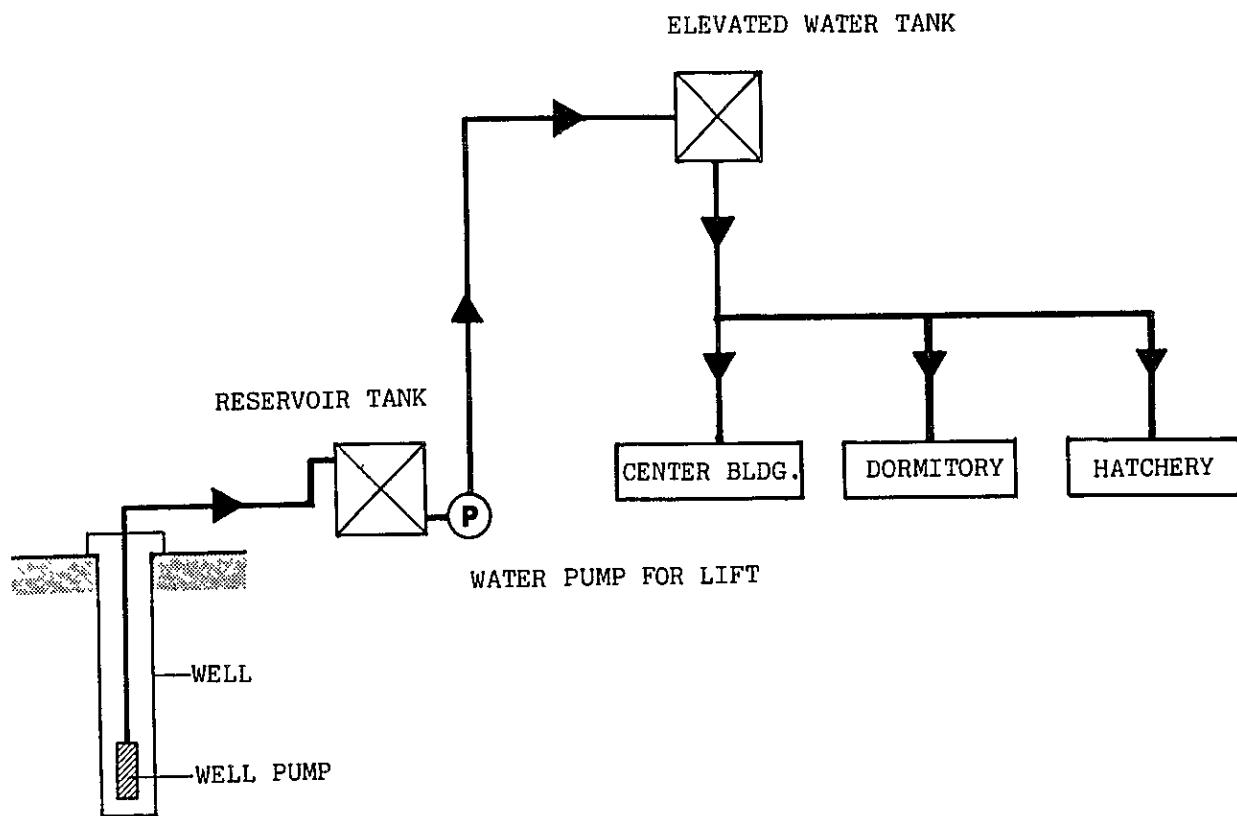 ELEVATED WATER TANK
RESERVOIR TANK
CENTER BLDG.
DORMITORY
HATCHERY
P
WATER PUMP FOR LIFT
WELL
WELL PUMP